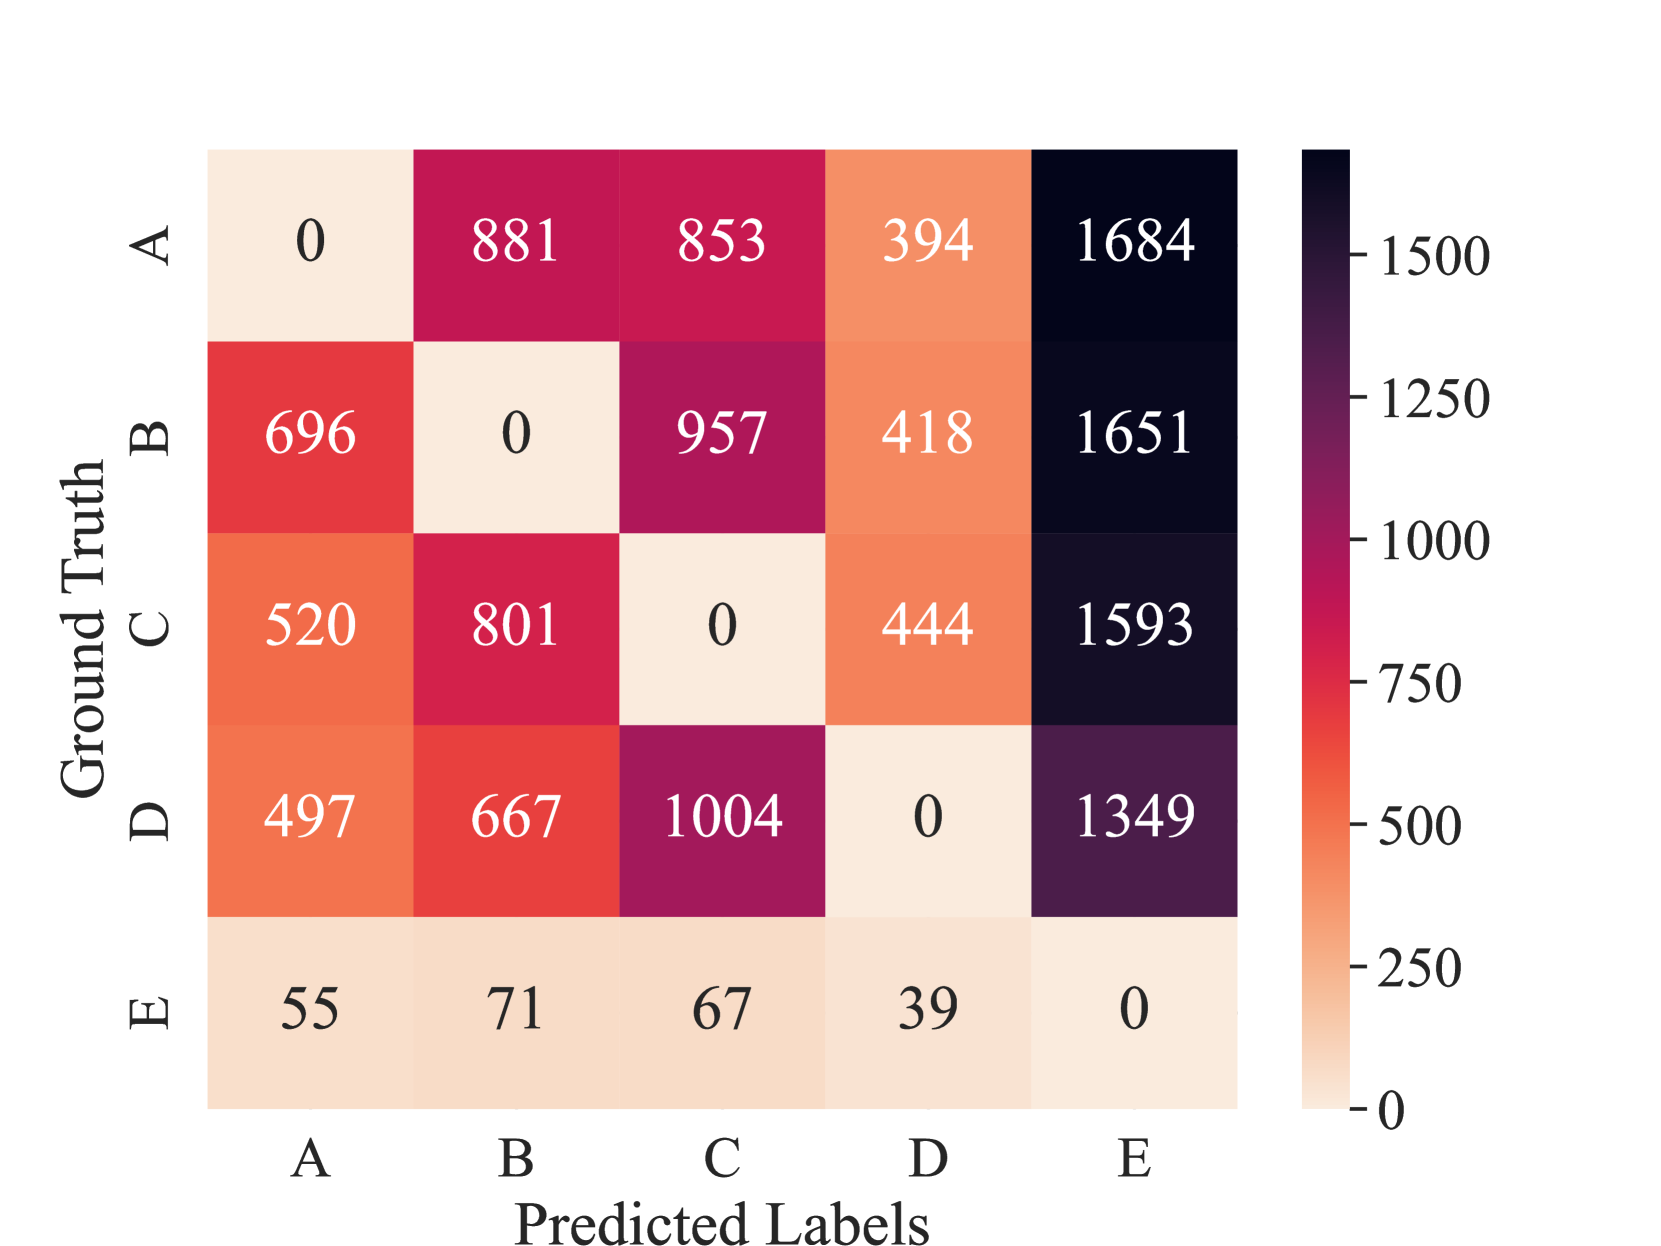 A 0 881 853 394 1684
B 696 0 957 418 1651
C 520 801 0 444 1593
D 497 667 1004 0 1349
E 55 71 67 39 0
A B C D E
Predicted Labels
Ground Truth
1500
1250
1000
750
500
250
0